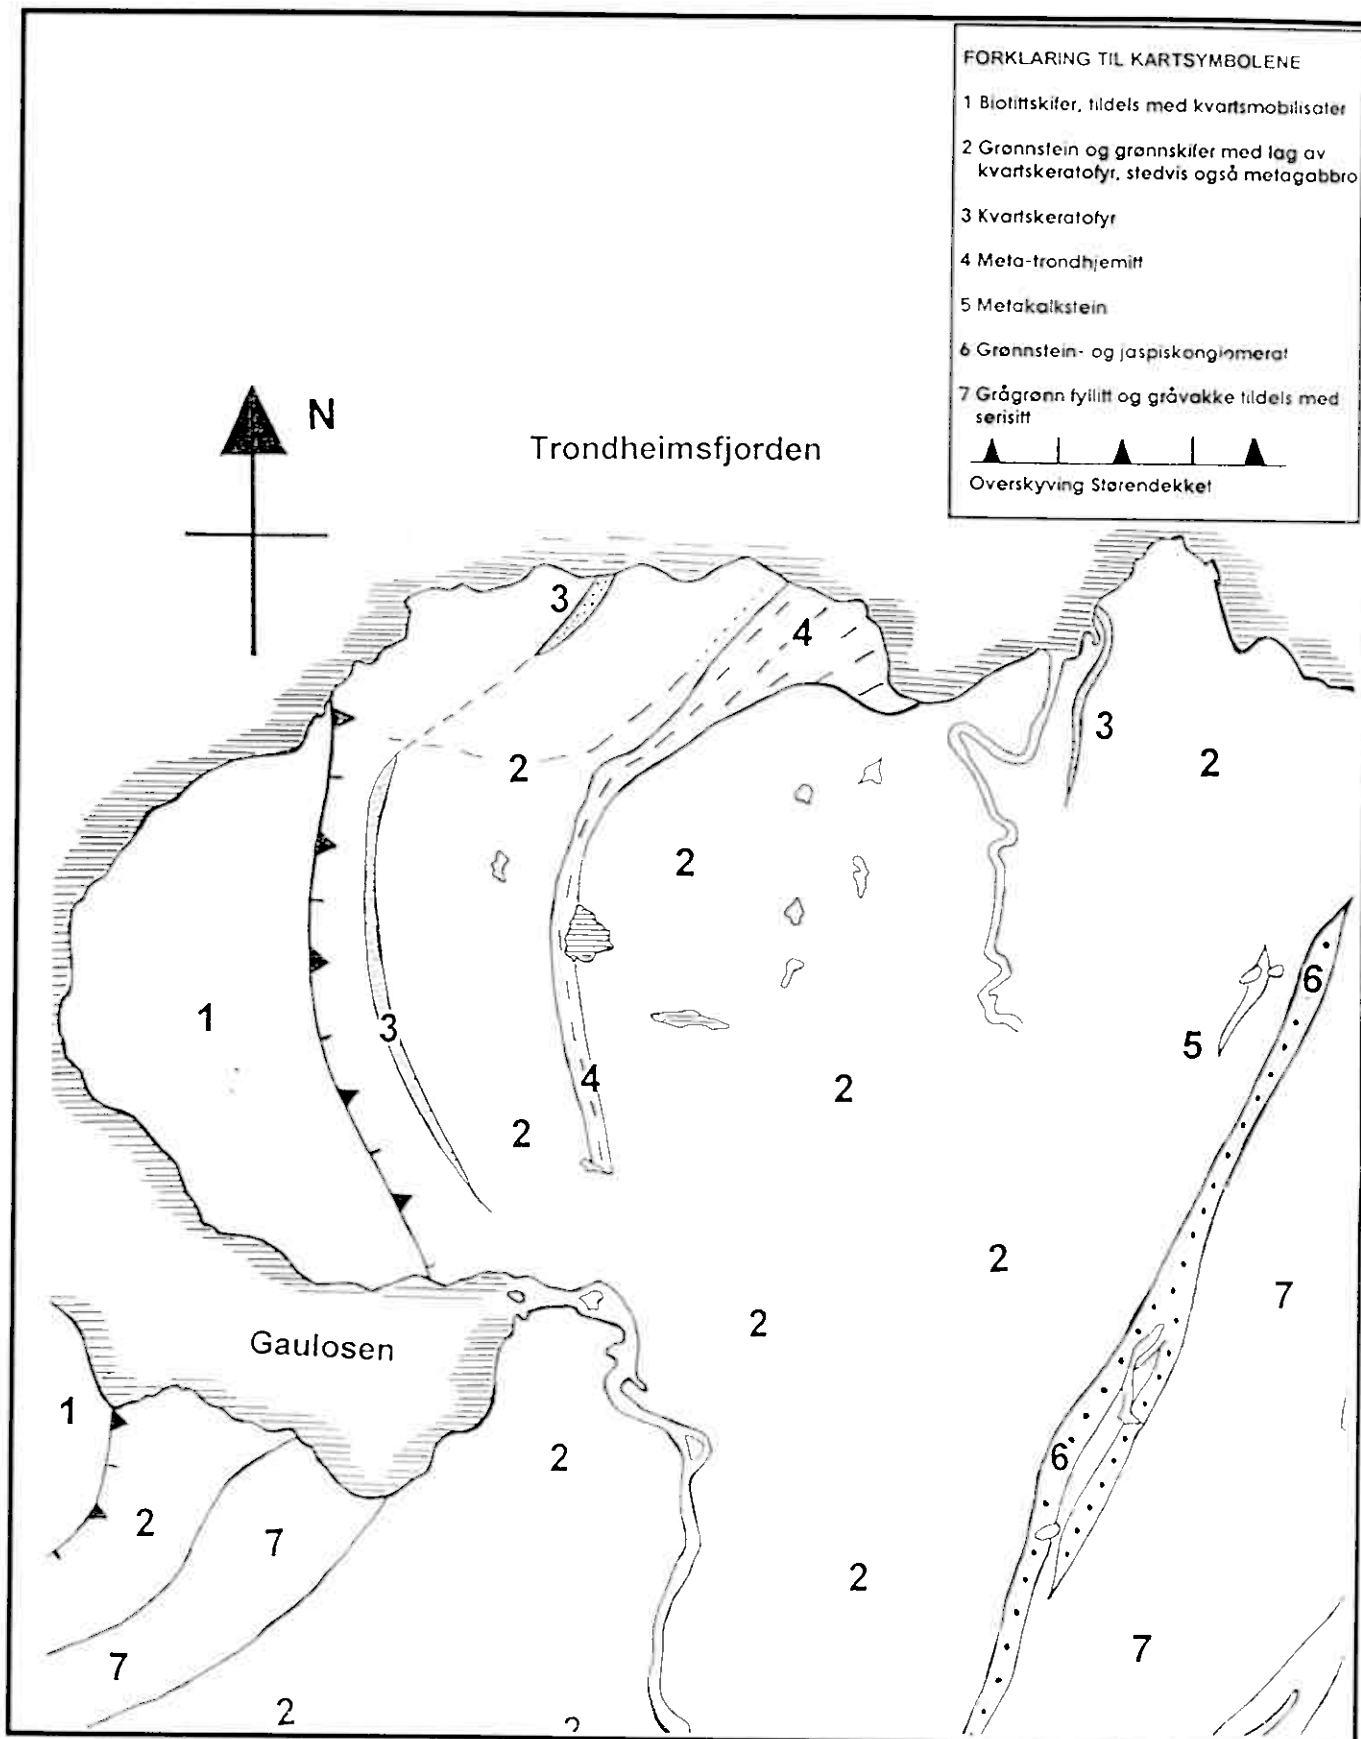 FORKLARING TIL KARTSYMBOLENE
1 Biotittskifer, tildels med kvartsmobilisater
2 Grønnstein og grønnskifer med lag av
kvartskeratofyr, stedvis også metagabbro
3 Kvartskeratofyr
4 Meta-trondhjemitt
5 Metakalkstein
6 Grønnstein- og jaspiskonglomerat
7 Grågrønn fyllitt og gråvakke tildels med
serisitt
Overskyving Størendekket
N
Trondheimsfjorden
3
4
3
2
2
2
6
1
3
5
4
2
2
2
7
2
Gaulosen
1
2
6
2
7
2
7
7
2
2